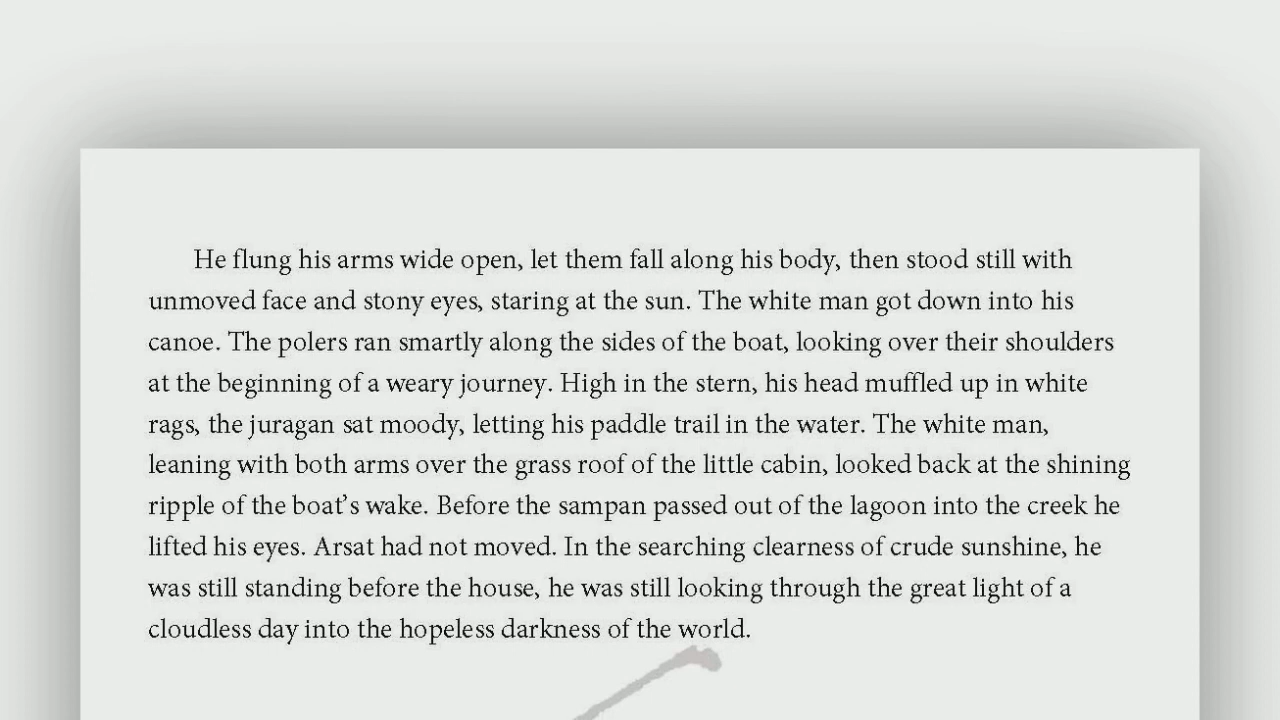 He flung his arms wide open, let them fall along his body, then stood still with
unmoved face and stony eyes, staring at the sun. The white man got down into his
canoe. The polers ran smartly along the sides of the boat, looking over their shoulders
at the beginning of a weary journey. High in the stern, his head muffled up in white
rags, the juragan sat moody, letting his paddle trail in the water. The white man,
leaning with both arms over the grass roof of the little cabin, looked back at the shining
ripple of the boat’s wake. Before the sampan passed out of the lagoon into the creek he
lifted his eyes. Arsat had not moved. In the searching clearness of crude sunshine, he
was still standing before the house, he was still looking through the great light of a
cloudless day into the hopeless darkness of the world.